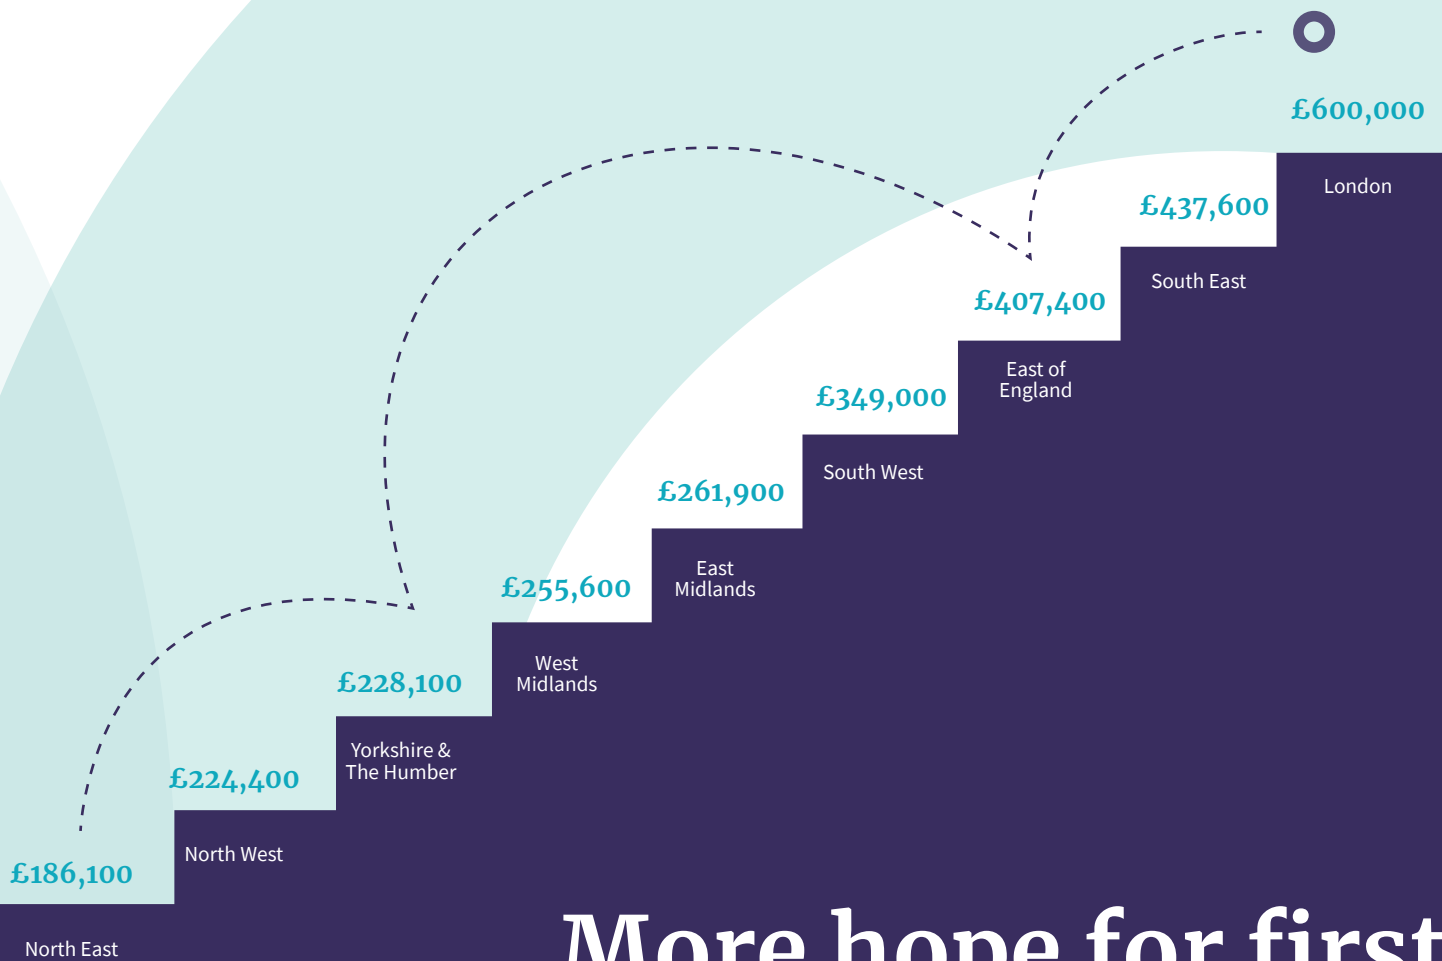 £600,000
London
£437,600
South East
£407,400
East of
England
£349,000
South West
£261,900
East
Midlands
£255,600
West
Midlands
£228,100
Yorkshire &
The Humber
£224,400
North West
£186,100
North East
More hope for first